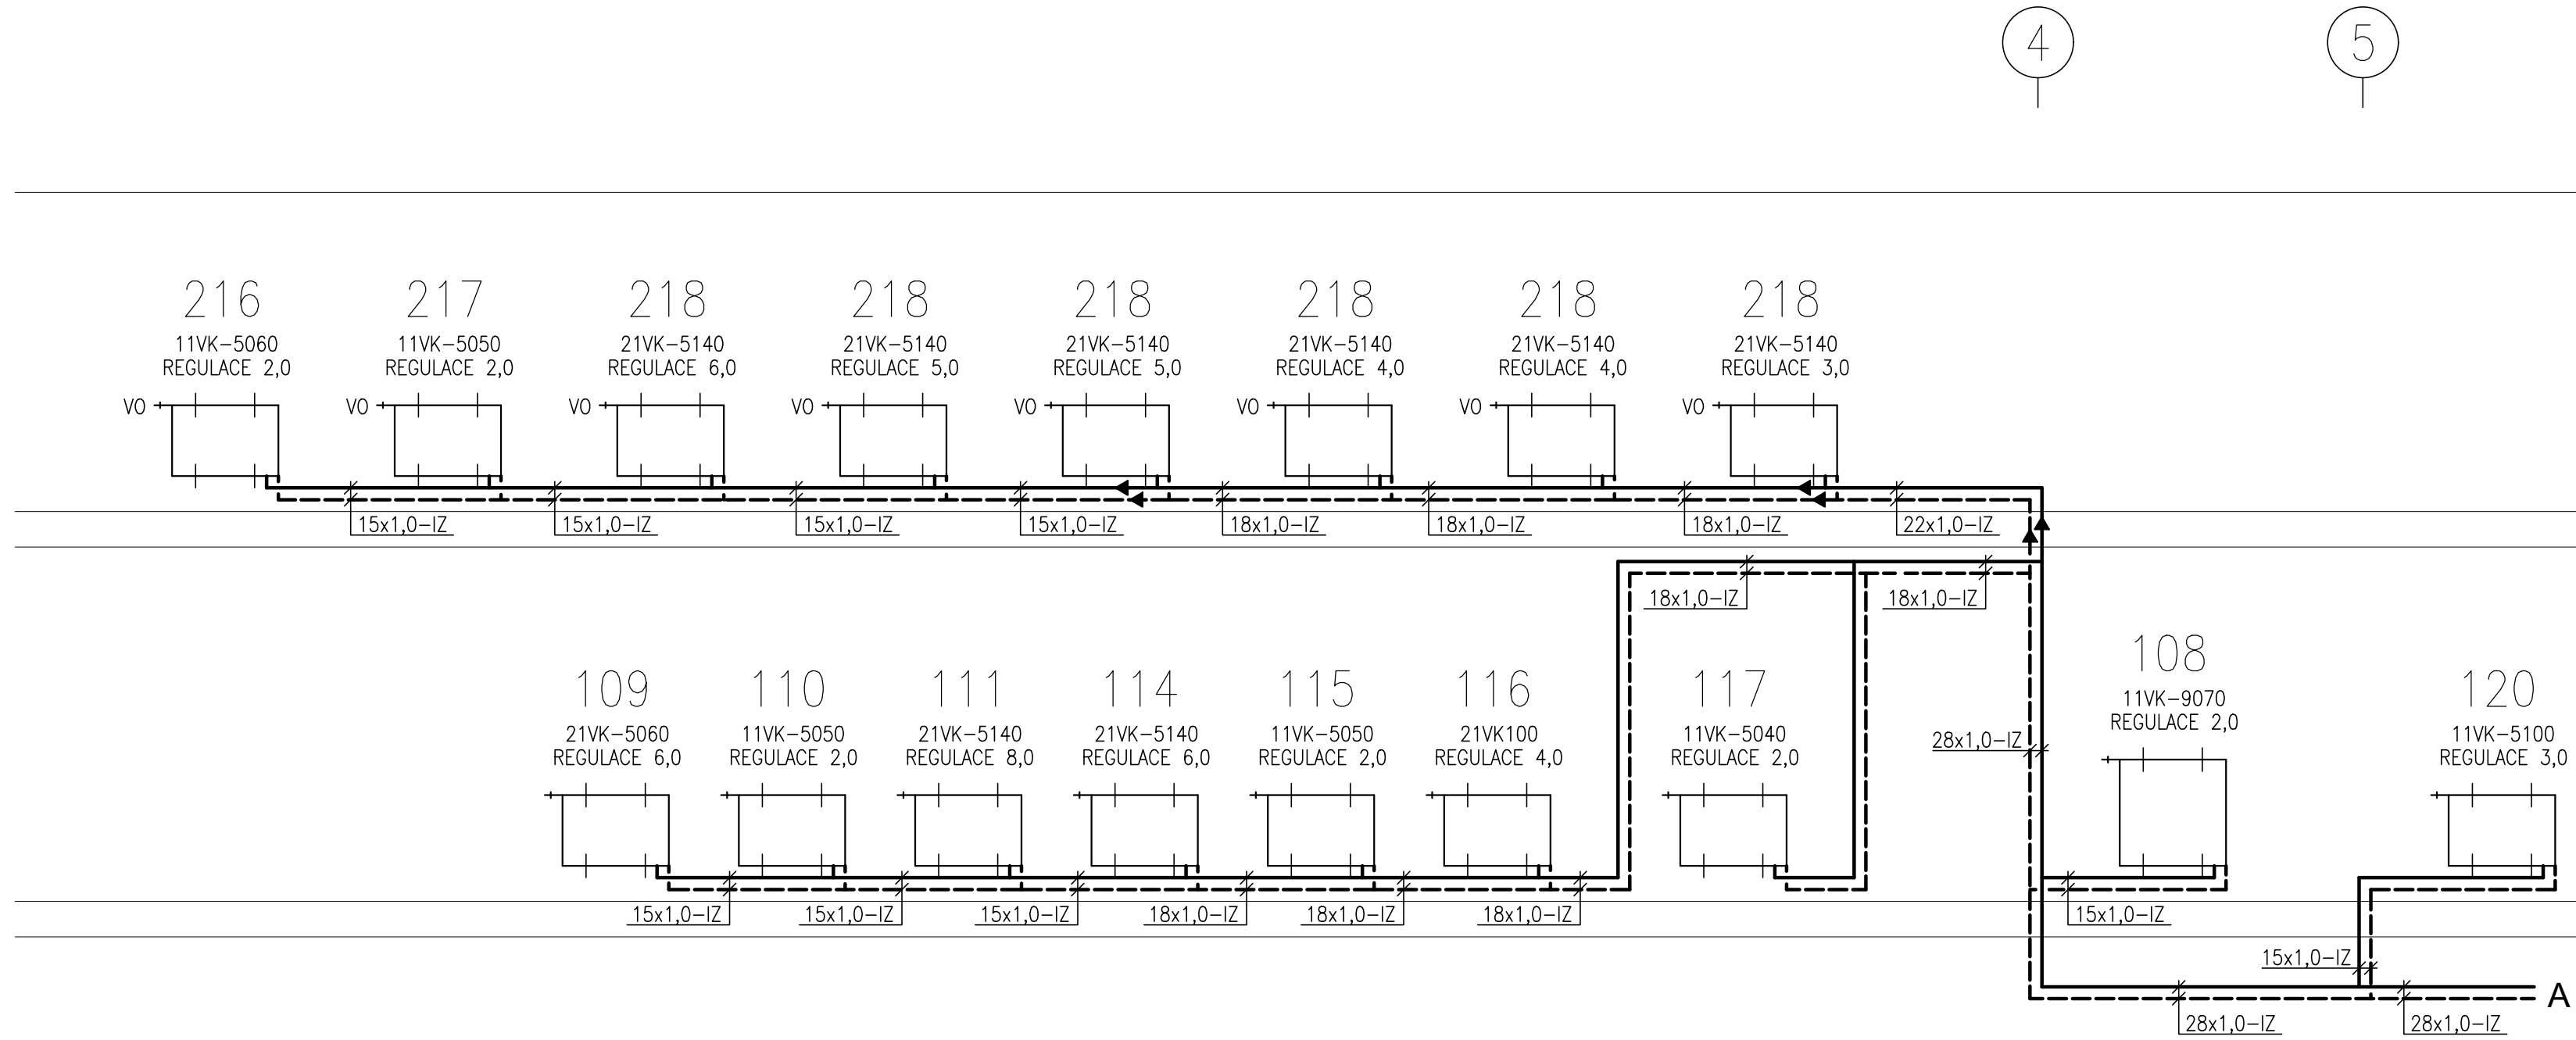 4 5
216 217 218 218 218 218 218 218
11VK-5060 11VK-5050 21VK-5140 21VK-5140 21VK-5140 21VK-5140 21VK-5140 21VK-5140
REGULACE 2,0 REGULACE 2,0 REGULACE 6,0 REGULACE 5,0 REGULACE 5,0 REGULACE 4,0 REGULACE 4,0 REGULACE 3,0
VO VO VO VO VO VO VO VO
15x1,0-IZ 15x1,0-IZ 15x1,0-IZ 15x1,0-IZ 18x1,0-IZ 18x1,0-IZ 18x1,0-IZ 22x1,0-IZ
18x1,0-IZ 18x1,0-IZ
108
11VK-9070
REGULACE 2,0
109 110 111 114 115 116 117 120
21VK-5060 11VK-5050 21VK-5140 21VK-5140 11VK-5050 21VK100 11VK-5040 11VK-5100
REGULACE 6,0 REGULACE 2,0 REGULACE 8,0 REGULACE 6,0 REGULACE 2,0 REGULACE 4,0 REGULACE 2,0 REGULACE 3,0
28x1,0-IZ
15x1,0-IZ 15x1,0-IZ 15x1,0-IZ 18x1,0-IZ 18x1,0-IZ 18x1,0-IZ 15x1,0-IZ
15x1,0-IZ
A
28x1,0-IZ 28x1,0-IZ